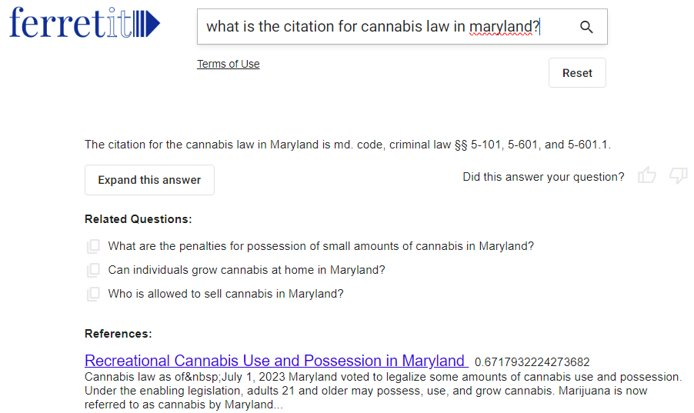 ferretit
what is the citation for cannabis law in maryland?
Terms of Use
Reset
The citation for the cannabis law in Maryland is md. code, criminal law §§ 5-101, 5-601, and 5-601.1.
Expand this answer
Did this answer your question?
Related Questions:
What are the penalties for possession of small amounts of cannabis in Maryland?
Can individuals grow cannabis at home in Maryland?
Who is allowed to sell cannabis in Maryland?
References:
Recreational Cannabis Use and Possession in Maryland 0.6717932224273682
Cannabis law as of&nbsp;July 1, 2023 Maryland voted to legalize some amounts of cannabis use and possession.
Under the enabling legislation, adults 21 and older may possess, use, and grow cannabis. Marijuana is now
referred to as cannabis by Maryland...